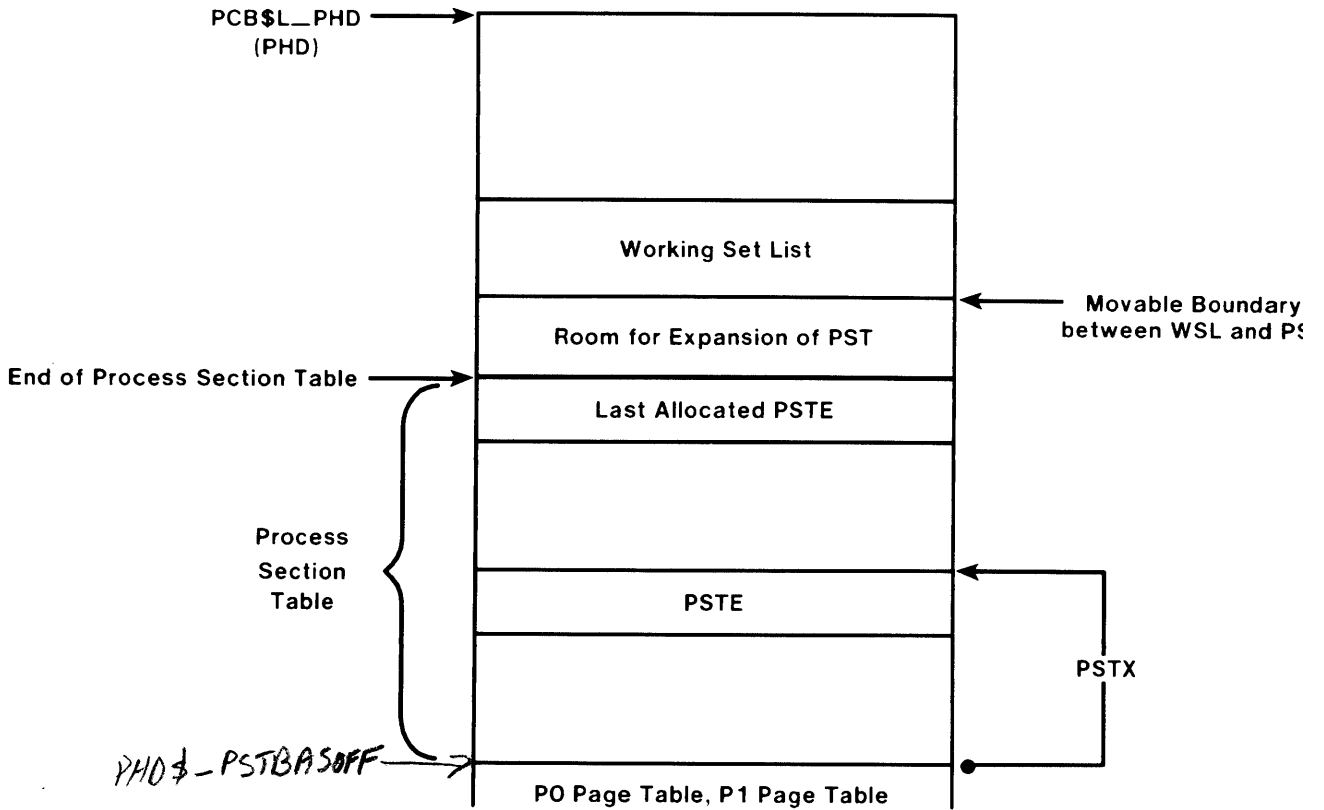 PCB$L_PHD
(PHD)
Working Set List
Movable Boundary
between WSL and PS
Room for Expansion of PST
End of Process Section Table
Last Allocated PSTE
Process
Section
Table
PSTE
PSTX
PHD$_PSTBASOFF
P0 Page Table, P1 Page Table